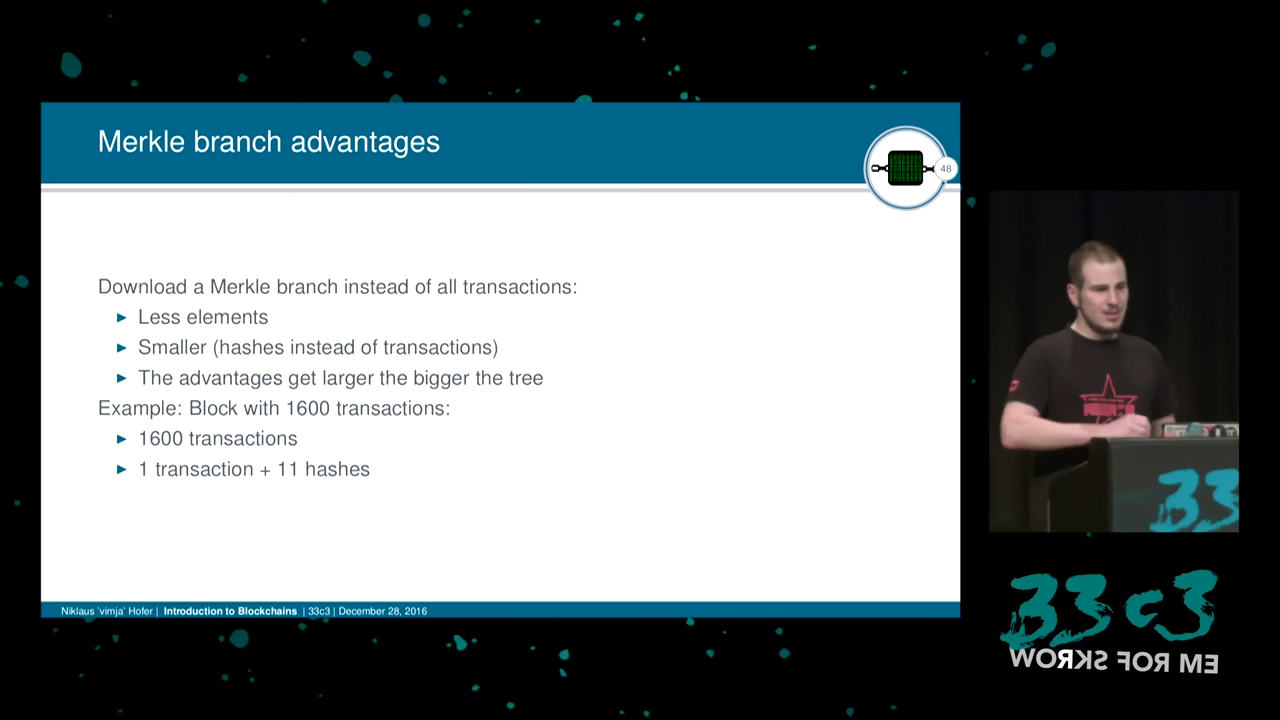 Merkle branch advantages
48
Download a Merkle branch instead of all transactions:
Less elements
Smaller (hashes instead of transactions)
The advantages get larger the bigger the tree
Example: Block with 1600 transactions:
1600 transactions
1 transaction + 11 hashes
Niklaus 'vimja' Hofer | Introduction to Blockchains | 33c3 | December 28, 2016
33
33c3
WORKS FOR ME